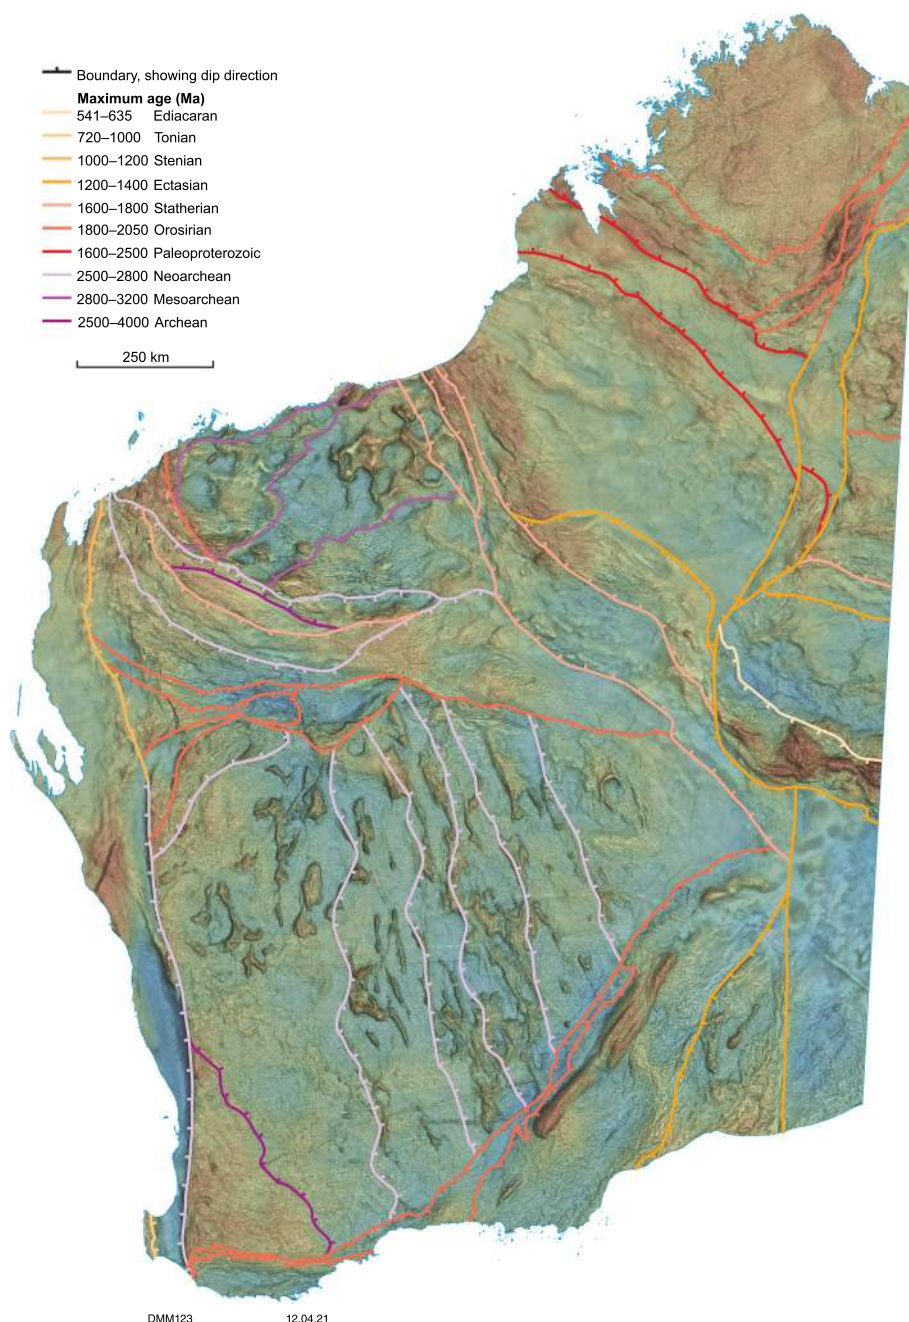 Boundary, showing dip direction
Maximum age (Ma)
541–635 Ediacaran
720–1000 Tonian
1000–1200 Stenian
1200–1400 Ectasian
1600–1800 Statherian
1800–2050 Orosirian
1600–2500 Paleoproterozoic
2500–2800 Neoarchean
2800–3200 Mesoarchean
2500–4000 Archean
250 km
DMM123 12.04.21